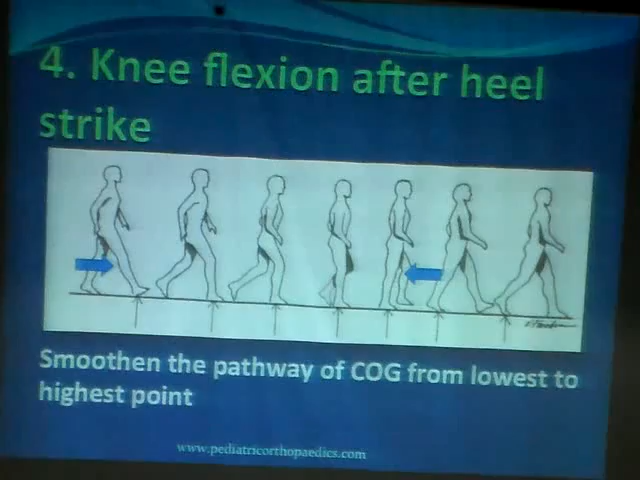 4. Knee flexion after heel
strike
Smoothen the pathway of COG from lowest to
highest point
www.pediatricorthopaedics.com